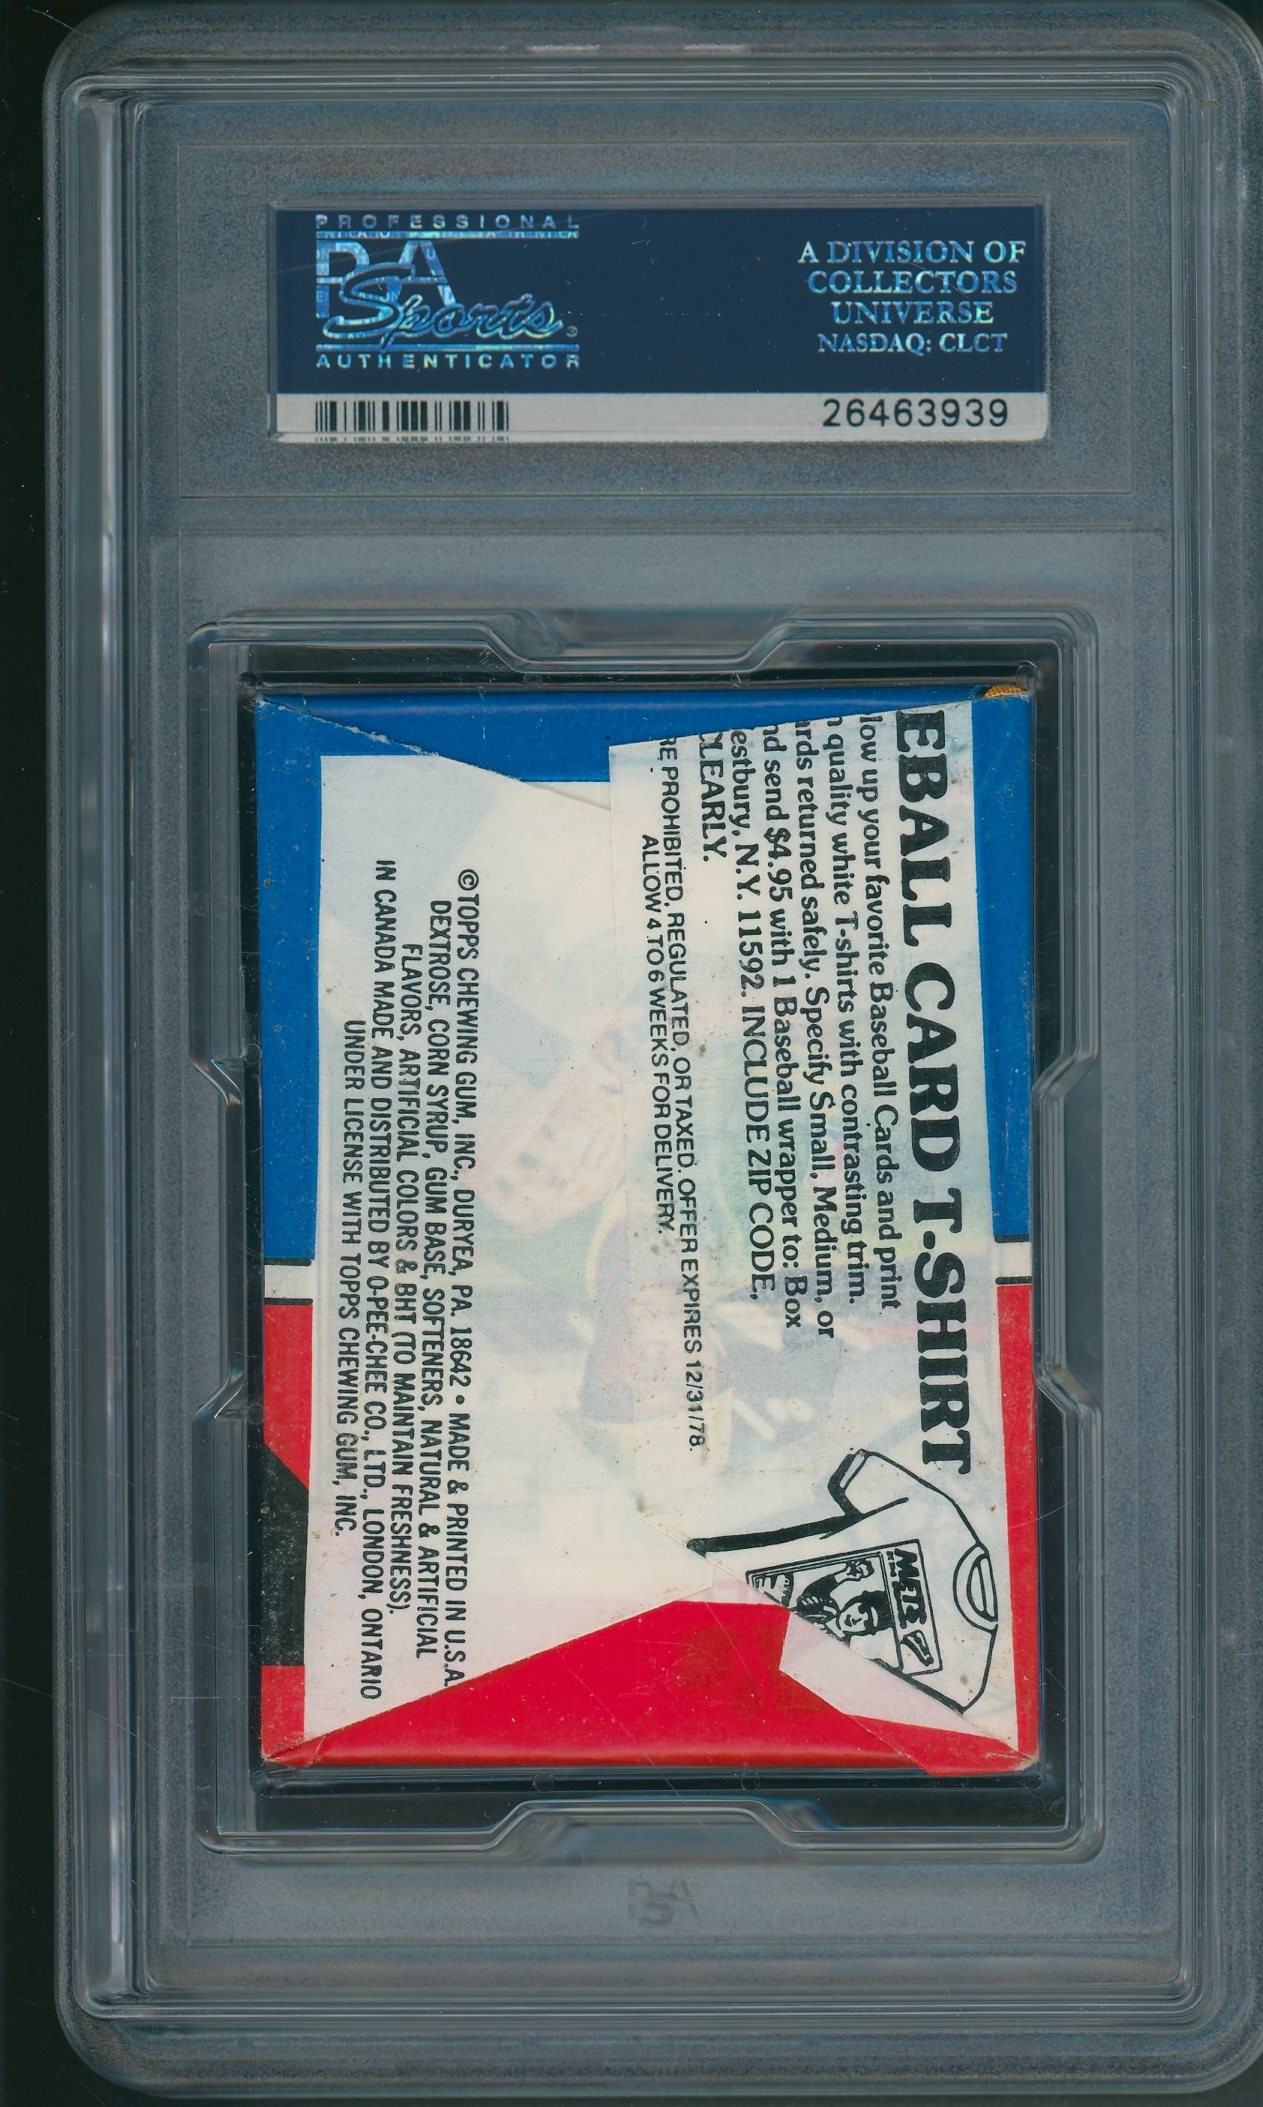 PROFESSIONAL
PSA
Sports
AUTHENTICATOR
A DIVISION OF
COLLECTORS
UNIVERSE
NASDAQ: CLCT
26463939
EBALL CARD T-SHIRT
low up your favorite Baseball Cards and print
n quality white T-shirts with contrasting trim.
ards returned safely. Specify Small, Medium, or
nd send $4.95 with 1 Baseball wrapper to: Box
estbury, N.Y. 11592. INCLUDE ZIP CODE,
CLEARLY.
RE PROHIBITED, REGULATED, OR TAXED. OFFER EXPIRES 12/31/78.
ALLOW 4 TO 6 WEEKS FOR DELIVERY.
METS
©TOPPS CHEWING GUM, INC., DURYEA, PA. 18642 • MADE & PRINTED IN U.S.A.
DEXTROSE, CORN SYRUP, GUM BASE, SOFTENERS, NATURAL & ARTIFICIAL
FLAVORS, ARTIFICIAL COLORS & BHT (TO MAINTAIN FRESHNESS).
IN CANADA MADE AND DISTRIBUTED BY O-PEE-CHEE CO., LTD., LONDON, ONTARIO
UNDER LICENSE WITH TOPPS CHEWING GUM, INC.
PSA